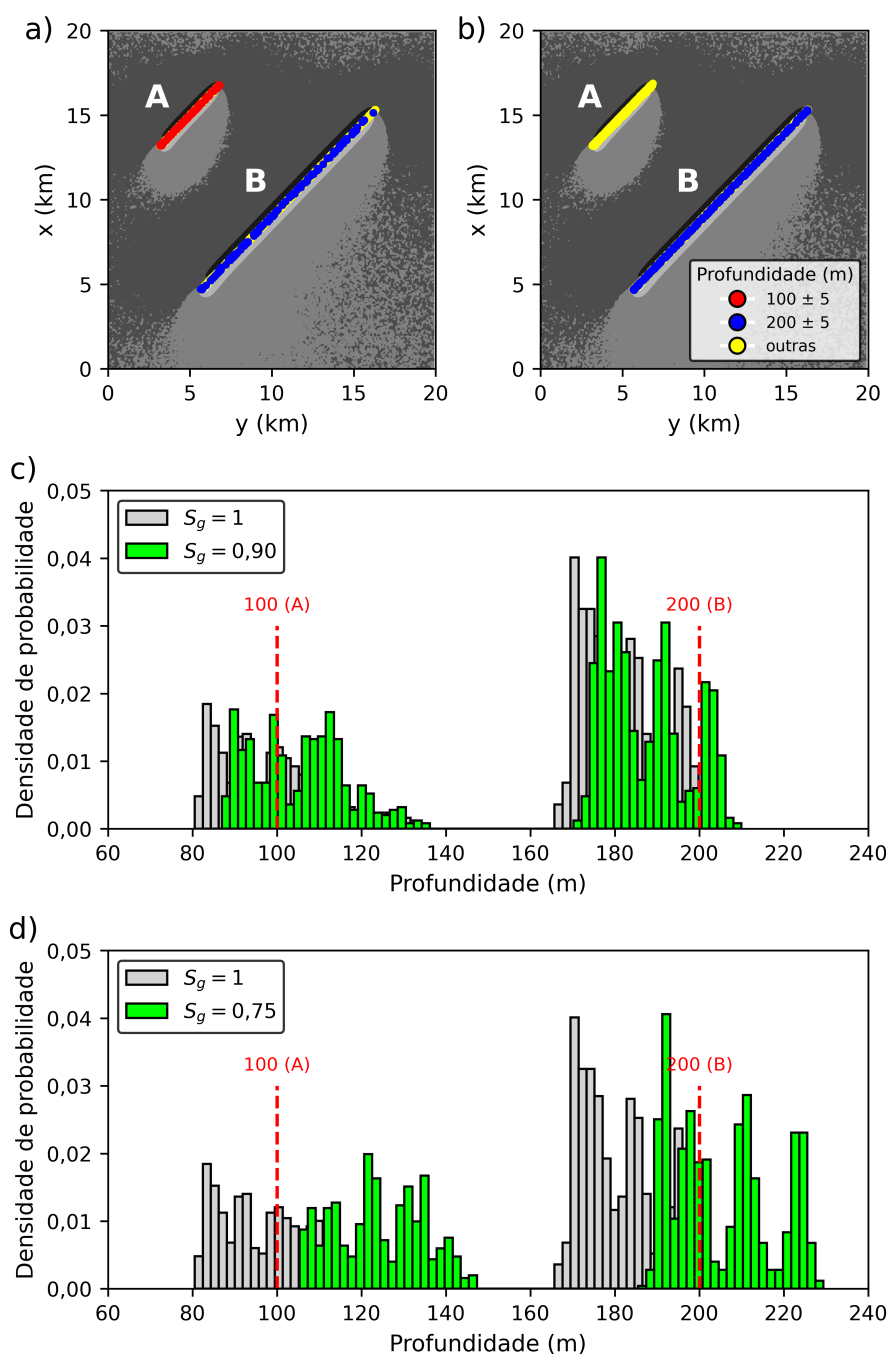 a)
b)
20
15
10
5
0
x (km)
A
B
0 5 10 15 20
y (km)
20
15
10
5
0
x (km)
A
B
Profundidade (m)
100 ± 5
200 ± 5
outras
0 5 10 15 20
y (km)
c)
0,05
0,04
0,03
0,02
0,01
0,00
Densidade de probabilidade
S_g = 1
S_g = 0,90
100 (A)
200 (B)
60 80 100 120 140 160 180 200 220 240
Profundidade (m)
d)
0,05
0,04
0,03
0,02
0,01
0,00
Densidade de probabilidade
S_g = 1
S_g = 0,75
100 (A)
200 (B)
60 80 100 120 140 160 180 200 220 240
Profundidade (m)